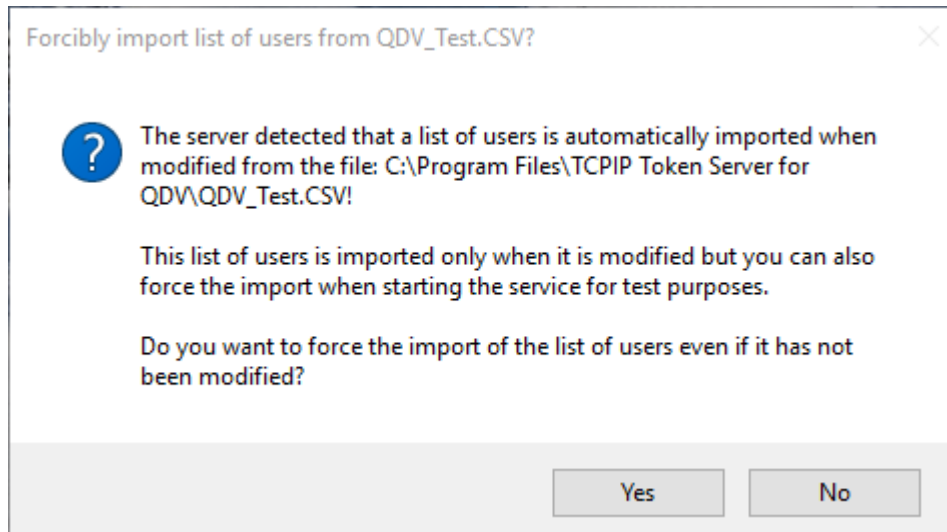 Forcibly import list of users from QDV_Test.CSV?
?
The server detected that a list of users is automatically imported when
modified from the file: C:\Program Files\TCPIP Token Server for
QDV\QDV_Test.CSV!
This list of users is imported only when it is modified but you can also
force the import when starting the service for test purposes.
Do you want to force the import of the list of users even if it has not
been modified?
Yes No